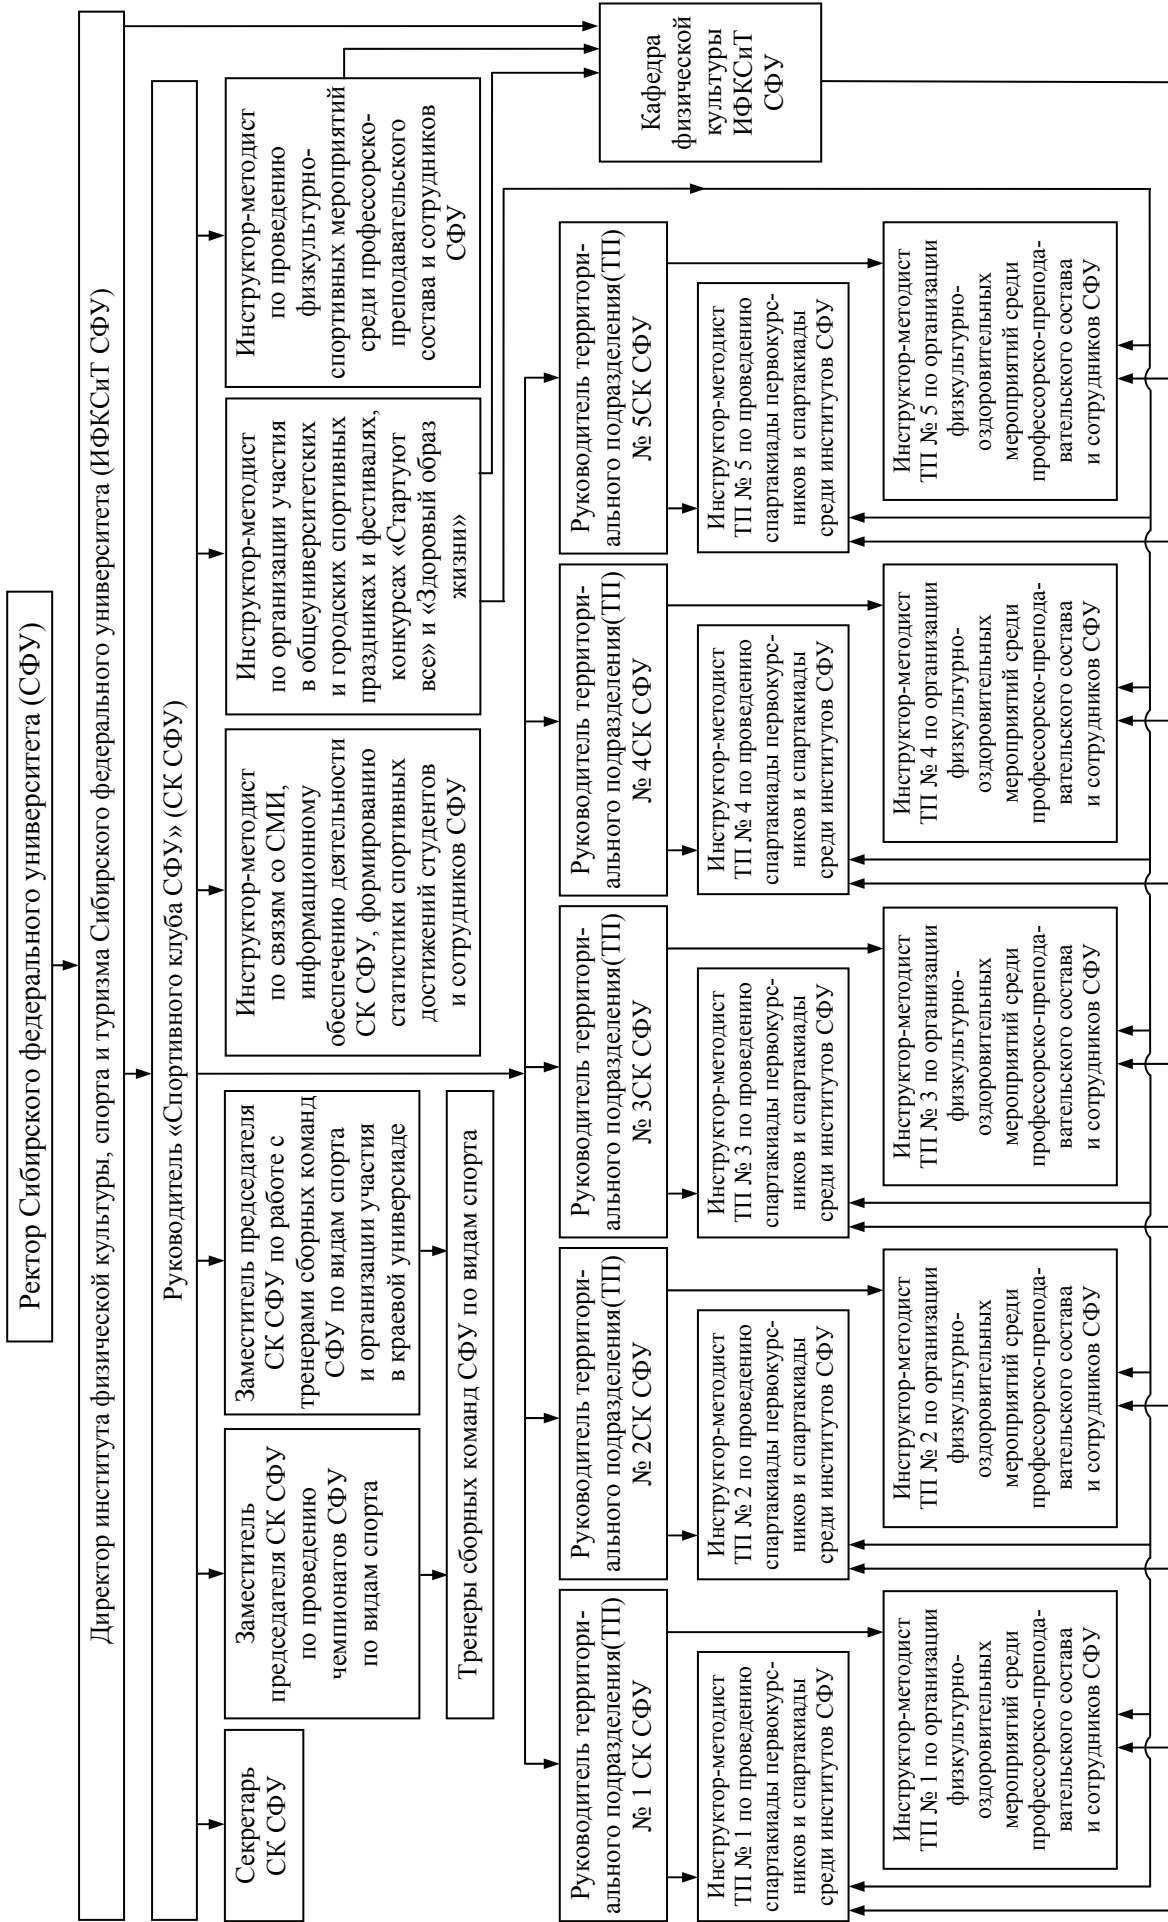 Ректор Сибирского федерального университета (СФУ)
Директор института физической культуры, спорта и туризма Сибирского федерального университета (ИФКСиТ СФУ)
Руководитель «Спортивного клуба СФУ» (СК СФУ)
Секретарь
СК СФУ
Заместитель
председателя СК СФУ
по проведению
чемпионатов СФУ
по видам спорта
Заместитель председателя
СК СФУ по работе с
тренерами сборных команд
СФУ по видам спорта
и организации участия
в краевой универсиаде
Инструктор-методист
по связям со СМИ,
информационному
обеспечению деятельности
СК СФУ, формированию
статистики спортивных
достижений студентов
и сотрудников СФУ
Инструктор-методист
по организации участия
в общеуниверситетских
и городских спортивных
праздниках и фестивалях,
конкурсах «Стартуют
все» и «Здоровый образ
жизни»
Инструктор-методист
по проведению
физкультурно-
спортивных мероприятий
среди профессорско-
преподавательского
состава и сотрудников
СФУ
Тренеры сборных команд СФУ по видам спорта
Кафедра
физической
культуры
ИФКСиТ
СФУ
Руководитель территори-
ального подразделения(ТП)
№ 1 СК СФУ
Руководитель территори-
ального подразделения(ТП)
№ 2СК СФУ
Руководитель территори-
ального подразделения(ТП)
№ 3СК СФУ
Руководитель территори-
ального подразделения(ТП)
№ 4СК СФУ
Руководитель территори-
ального подразделения(ТП)
№ 5СК СФУ
Инструктор-методист
ТП № 1 по проведению
спартакиады первокурс-
ников и спартакиады
среди институтов СФУ
Инструктор-методист
ТП № 2 по проведению
спартакиады первокурс-
ников и спартакиады
среди институтов СФУ
Инструктор-методист
ТП № 3 по проведению
спартакиады первокурс-
ников и спартакиады
среди институтов СФУ
Инструктор-методист
ТП № 4 по проведению
спартакиады первокурс-
ников и спартакиады
среди институтов СФУ
Инструктор-методист
ТП № 5 по проведению
спартакиады первокурс-
ников и спартакиады
среди институтов СФУ
Инструктор-методист
ТП № 1 по организации
физкультурно-
оздоровительных
мероприятий среди
профессорско-препода-
вательского состава
и сотрудников СФУ
Инструктор-методист
ТП № 2 по организации
физкультурно-
оздоровительных
мероприятий среди
профессорско-препода-
вательского состава
и сотрудников СФУ
Инструктор-методист
ТП № 3 по организации
физкультурно-
оздоровительных
мероприятий среди
профессорско-препода-
вательского состава
и сотрудников СФУ
Инструктор-методист
ТП № 4 по организации
физкультурно-
оздоровительных
мероприятий среди
профессорско-препода-
вательского состава
и сотрудников СФУ
Инструктор-методист
ТП № 5 по организации
физкультурно-
оздоровительных
мероприятий среди
профессорско-препода-
вательского состава
и сотрудников СФУ